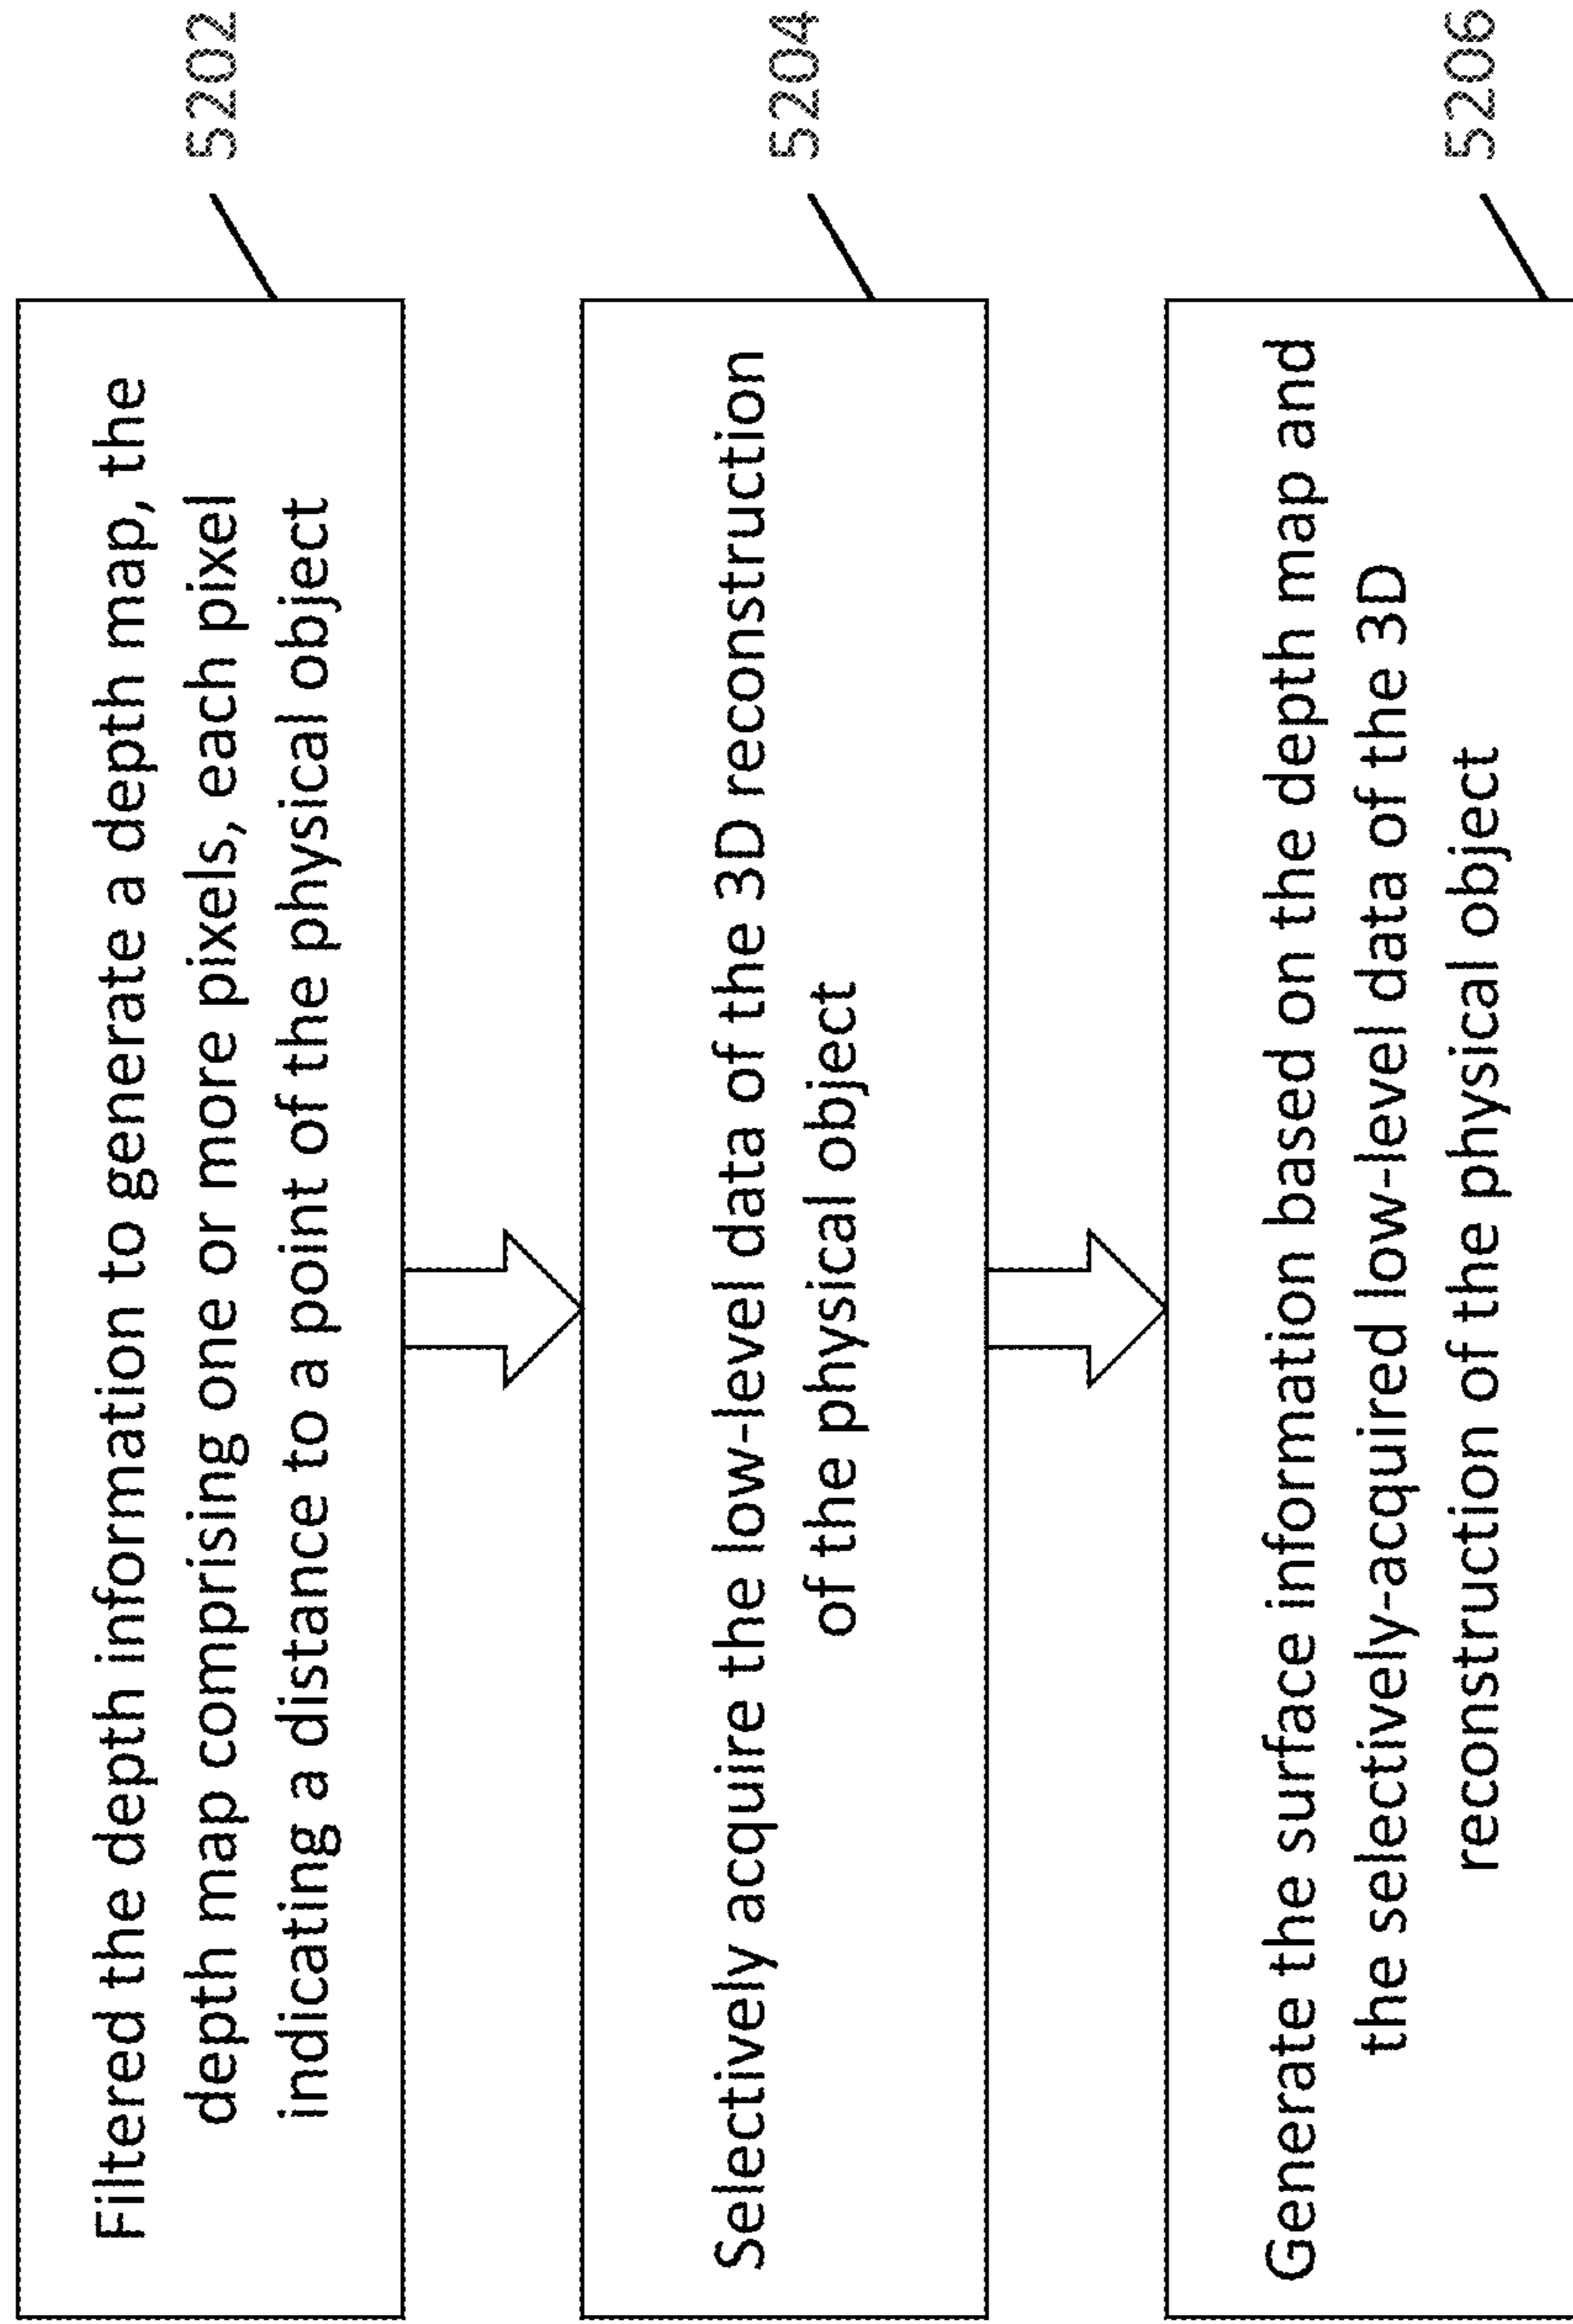 Filtered the depth information to generate a depth map, the
depth map comprising one or more pixels, each pixel
indicating a distance to a point of the physical object
5202
Selectively acquire the low-level data of the 3D reconstruction
of the physical object
5204
Generate the surface information based on the depth map and
the selectively-acquired low-level data of the 3D
reconstruction of the physical object
5206